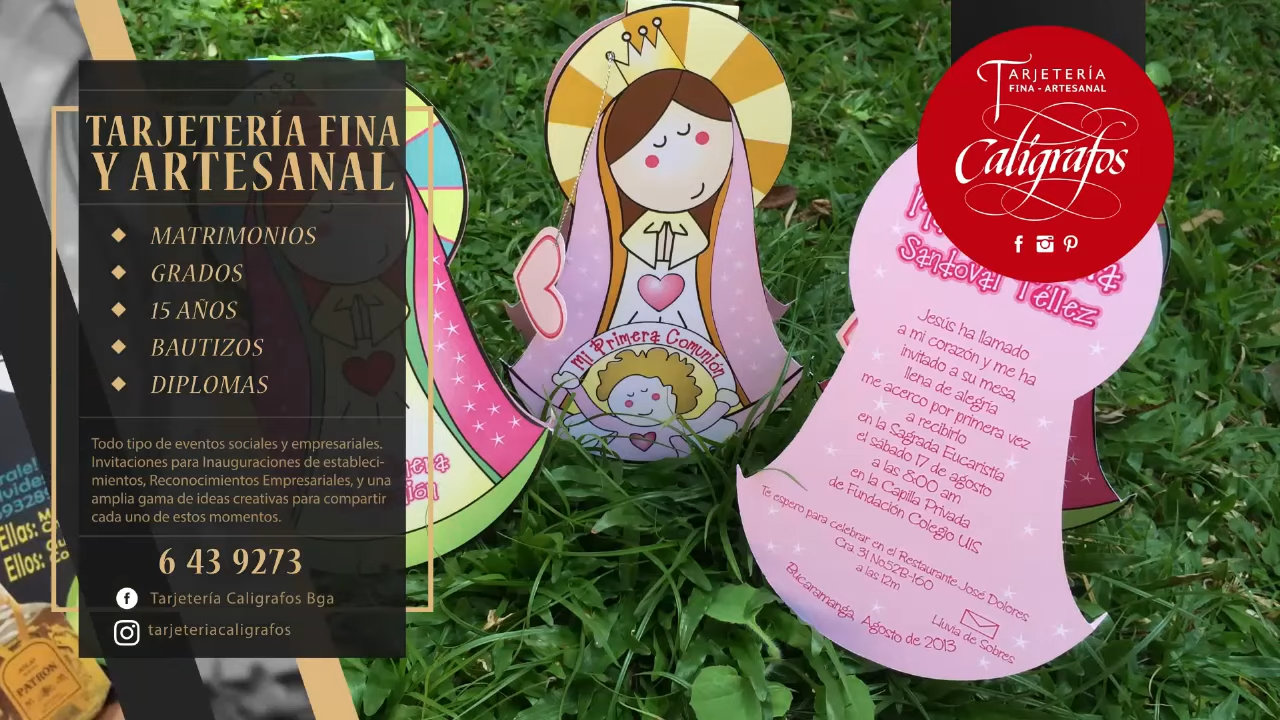 TARJETERÍA FINA
Y ARTESANAL
MATRIMONIOS
GRADOS
15 AÑOS
BAUTIZOS
DIPLOMAS
Todo tipo de eventos sociales y empresariales.
Invitaciones para Inauguraciones de estableci-
mientos, Reconocimientos Empresariales, y una
amplia gama de ideas creativas para compartir
cada uno de estos momentos.
6 43 9273
Tarjetería Caligrafos Bga
tarjeteriacaligrafos
Ellos:
Ellos:
PATRÓN
Mi Primera Comunión
TARJETERÍA
FINA - ARTESANAL
Calígrafos
Sandoval Téllez
Jesús ha llamado
a mi corazón y me ha
invitado a su mesa,
llena de alegría
me acerco por primera vez
a recibirlo
en la Sagrada Eucaristía
el sábado 17 de agosto
a las 8:00 am
en la Capilla Privada
de Fundación Colegio UIS
Te espero para celebrar en el Restaurante José Dolores
Cra 31 No52B-160
a las 12m
Bucaramanga, Agosto de 2013
Lluvia de Sobres